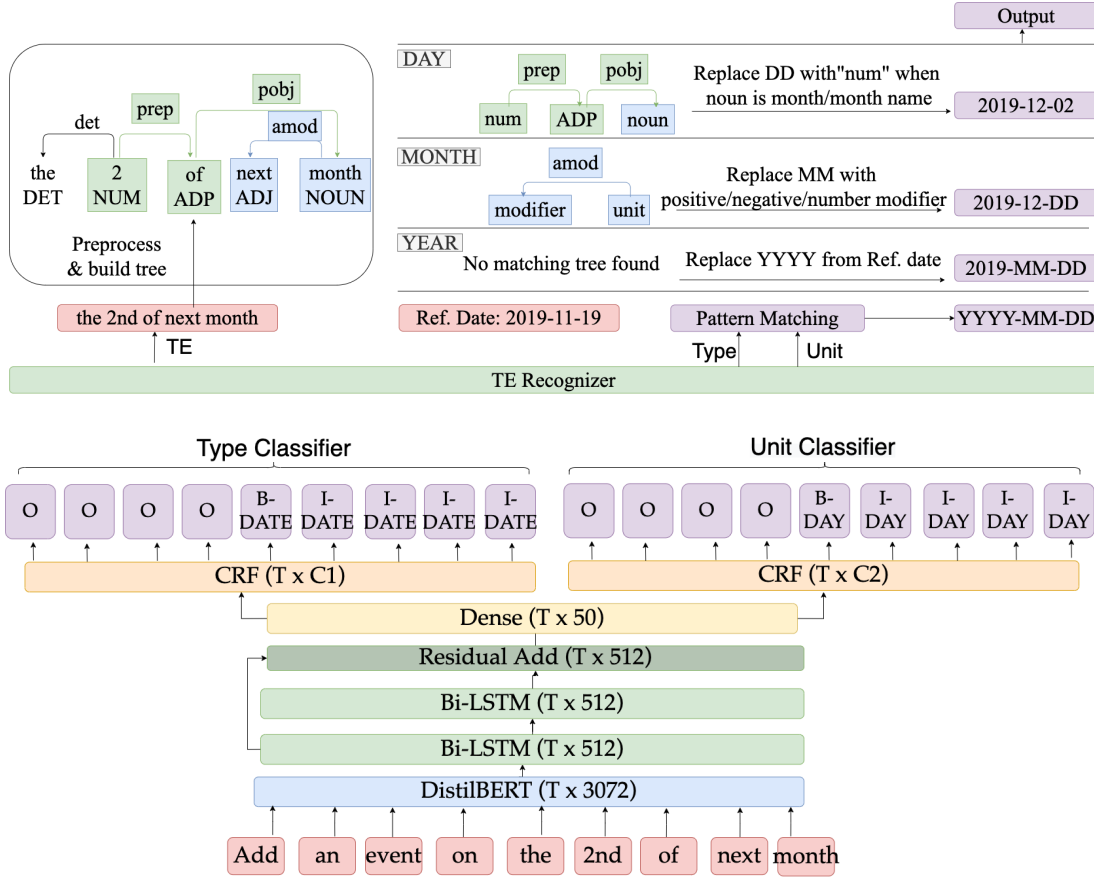 Output
DAY
prep
pobj
Replace DD with"num" when
noun is month/month name
num
ADP
noun
2019-12-02
pobj
prep
amod
det
the
DET
2
NUM
of
ADP
next
ADJ
month
NOUN
MONTH
amod
Replace MM with
positive/negative/number modifier
modifier
unit
2019-12-DD
Preprocess
& build tree
YEAR
No matching tree found
Replace YYYY from Ref. date
2019-MM-DD
the 2nd of next month
Ref. Date: 2019-11-19
Pattern Matching
YYYY-MM-DD
TE
Type
Unit
TE Recognizer
Type Classifier
Unit Classifier
O
O
O
O
B-
DATE
I-
DATE
I-
DATE
I-
DATE
I-
DATE
O
O
O
O
B-
DAY
I-
DAY
I-
DAY
I-
DAY
I-
DAY
CRF (T x C1)
CRF (T x C2)
Dense (T x 50)
Residual Add (T x 512)
Bi-LSTM (T x 512)
Bi-LSTM (T x 512)
DistilBERT (T x 3072)
Add
an
event
on
the
2nd
of
next
month